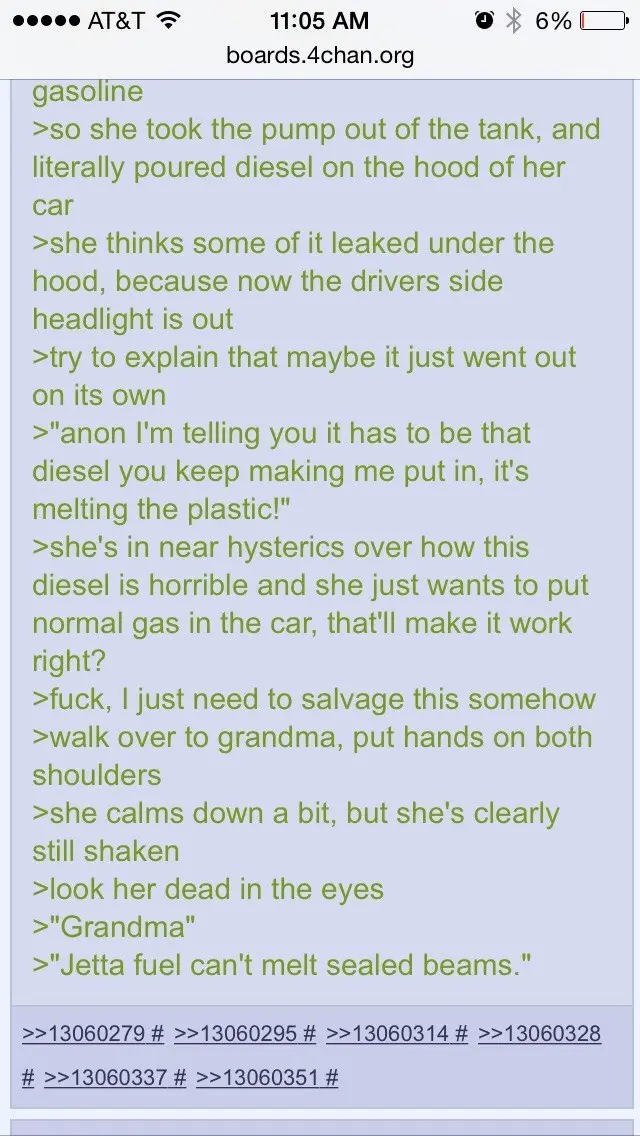 AT&T 11:05 AM 6%
boards.4chan.org
gasoline
>so she took the pump out of the tank, and
literally poured diesel on the hood of her
car
>she thinks some of it leaked under the
hood, because now the drivers side
headlight is out
>try to explain that maybe it just went out
on its own
>"anon I'm telling you it has to be that
diesel you keep making me put in, it's
melting the plastic!"
>she's in near hysterics over how this
diesel is horrible and she just wants to put
normal gas in the car, that'll make it work
right?
>fuck, I just need to salvage this somehow
>walk over to grandma, put hands on both
shoulders
>she calms down a bit, but she's clearly
still shaken
>look her dead in the eyes
>"Grandma"
>"Jetta fuel can't melt sealed beams."
>>13060279 # >>13060295 # >>13060314 # >>13060328
# >>13060337 # >>13060351 #